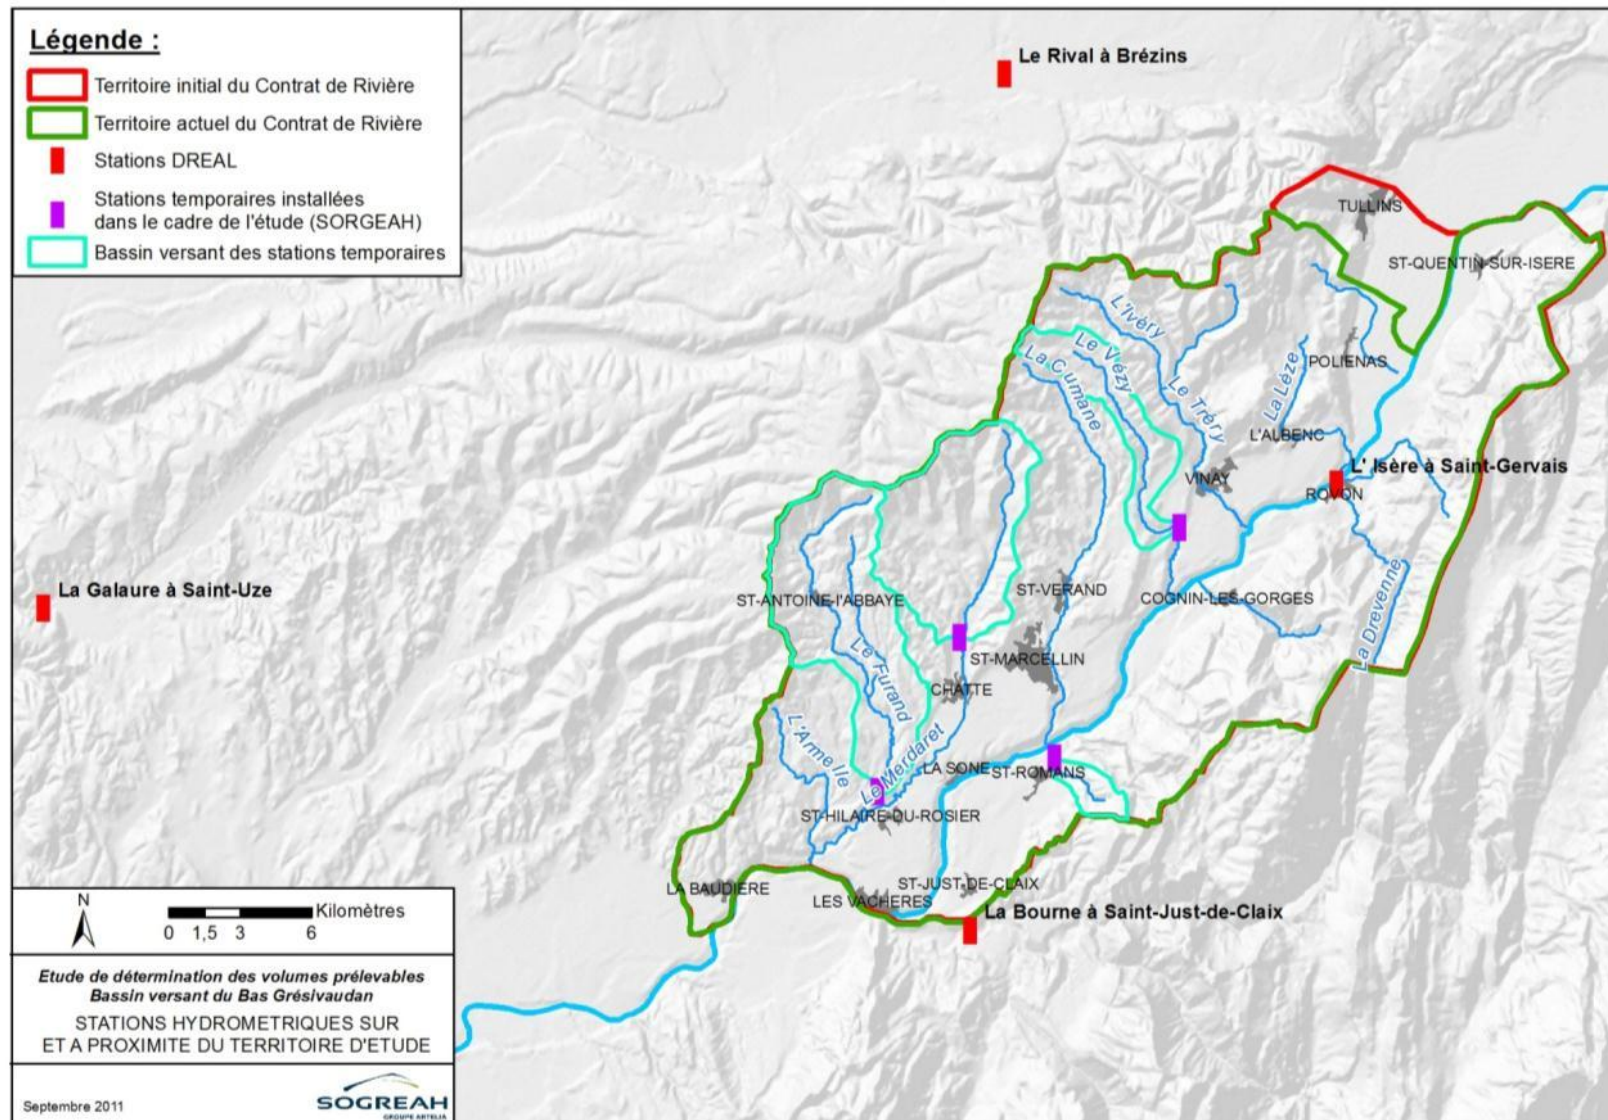 Légende :
Territoire initial du Contrat de Rivière
Territoire actuel du Contrat de Rivière
Stations DREAL
Stations temporaires installées
dans le cadre de l'étude (SORGEAH)
Bassin versant des stations temporaires
Le Rival à Brézins
TULLINS
ST-QUENTIN-SUR-ISERE
L'Ivéry
Le Vézy
La Cumane
Le Tréry
La Lèze
POLIENAS
L'ALBENC
VINAY
L' Isère à Saint-Gervais
ROVON
La Galaure à Saint-Uze
ST-ANTOINE-l'ABBAYE
ST-VERAND
COGNIN-LES-GORGES
La Drevenne
Le Furand
ST-MARCELLIN
CHATTE
L'Armelle
Le Merdaret
LA SONE
ST-ROMANS
ST-HILAIRE-DU-ROSIER
LA BAUDIERE
LES VACHERES
ST-JUST-DE-CLAIX
La Bourne à Saint-Just-de-Claix
N
Kilomètres
0 1,5 3 6
Etude de détermination des volumes prélevables
Bassin versant du Bas Grésivaudan
STATIONS HYDROMETRIQUES SUR
ET A PROXIMITE DU TERRITOIRE D'ETUDE
Septembre 2011
SOGREAH
GROUPE ARTELIA